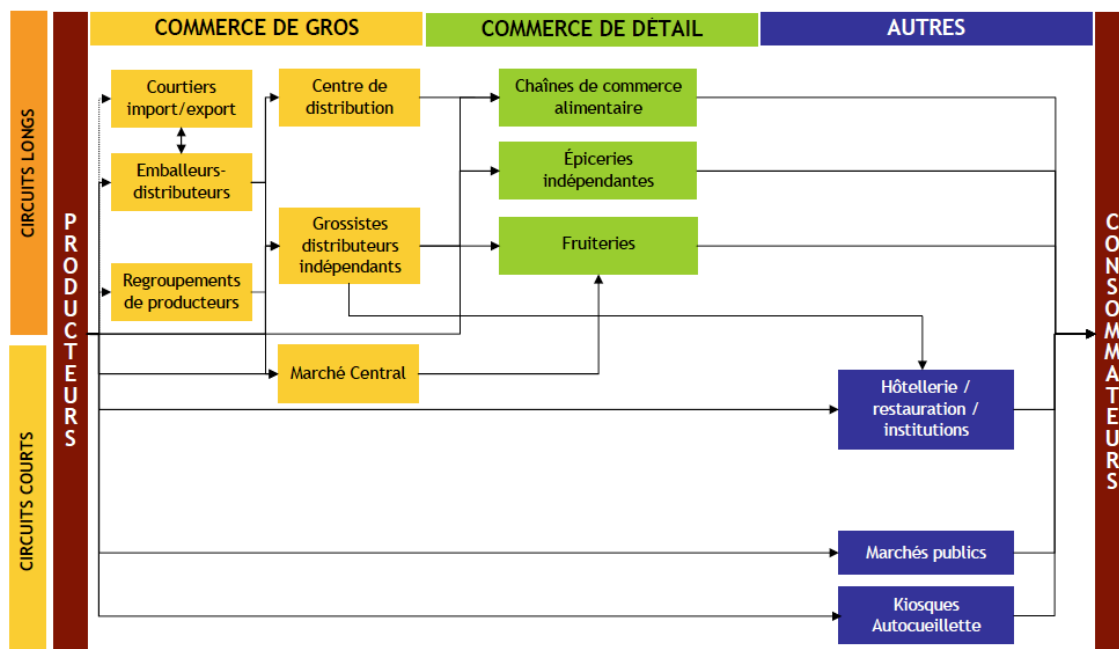 COMMERCE DE GROS
COMMERCE DE DÉTAIL
AUTRES
CIRCUITS LONGS
CIRCUITS COURTS
PRODUCTEURS
Courtiers
import/export
Emballeurs-
distributeurs
Regroupements
de producteurs
Centre de
distribution
Grossistes
distributeurs
indépendants
Marché Central
Chaînes de commerce
alimentaire
Épiceries
indépendantes
Fruiteries
Hôtellerie /
restauration /
institutions
Marchés publics
Kiosques
Autocueillette
CONSOMMATEURS